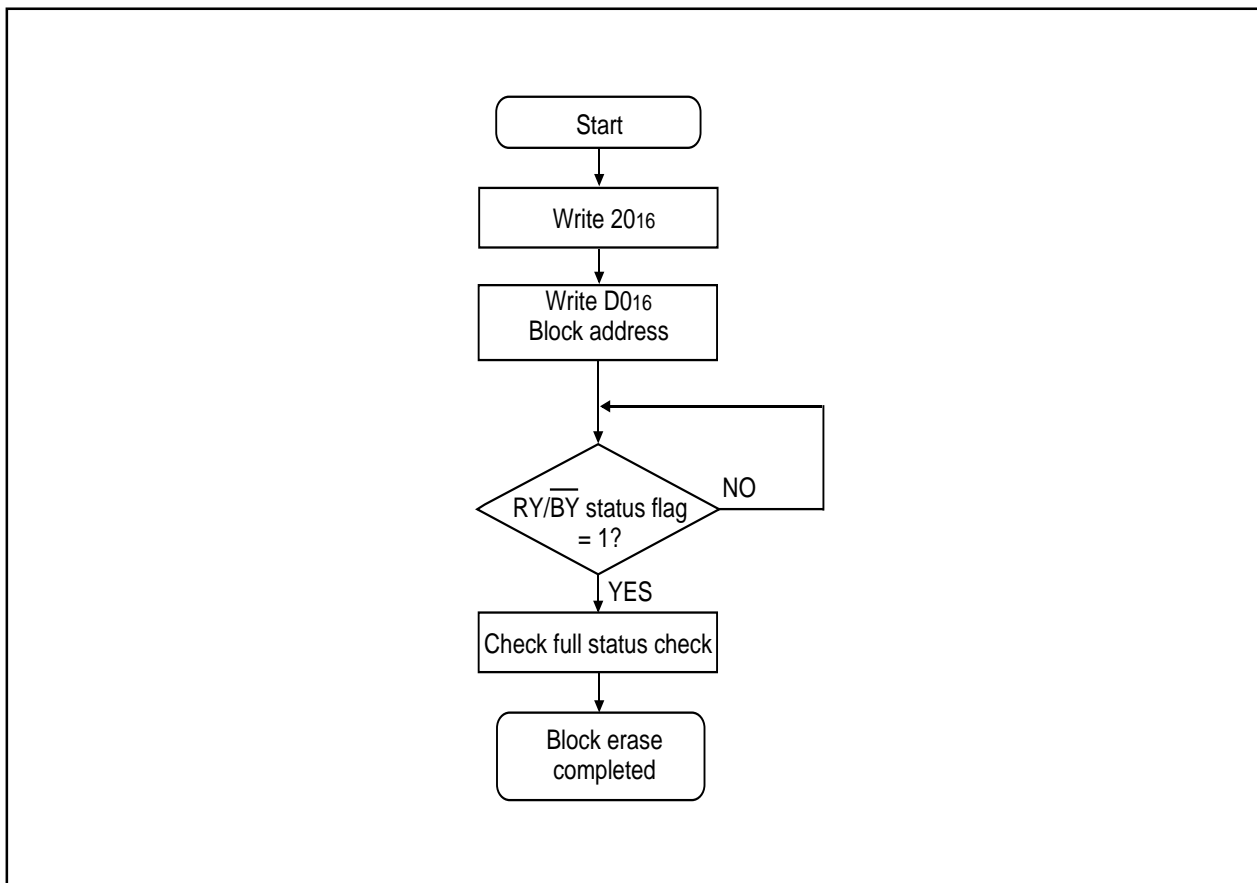 Start
Write 2016
Write D016
Block address
RY/B̅Y̅ status flag
= 1?
NO
YES
Check full status check
Block erase
completed